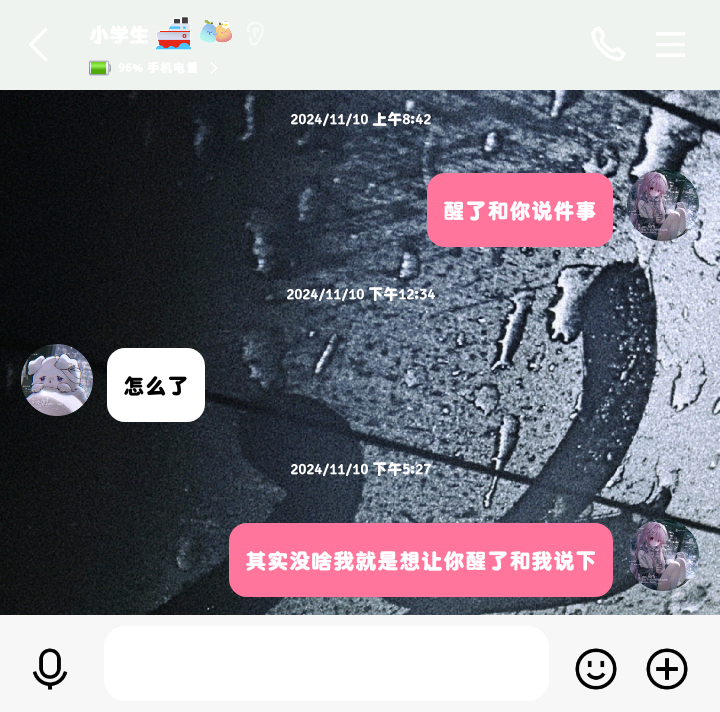 小学生
96% 手机电量
2024/11/10 上午8:42
醒了和你说件事
2024/11/10 下午12:34
怎么了
2024/11/10 下午5:27
其实没啥我就是想让你醒了和我说下